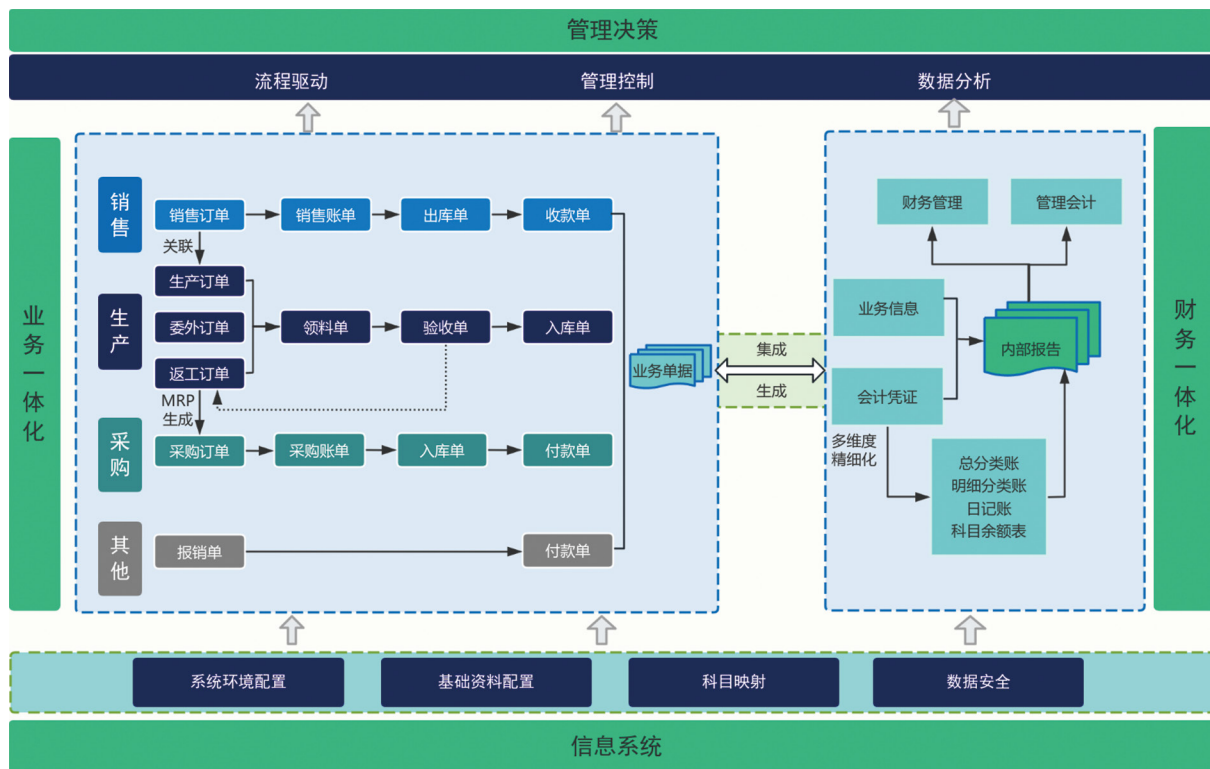 管理决策
流程驱动
管理控制
数据分析
业务一体化
销售
销售订单
销售账单
出库单
收款单
关联
生产
生产订单
委外订单
返工订单
领料单
验收单
入库单
MRP
生成
采购
采购订单
采购账单
入库单
付款单
其他
报销单
付款单
业务单据
集成
生成
财务管理
管理会计
业务信息
内部报告
会计凭证
多维度
精细化
总分类账
明细分类账
日记账
科目余额表
财务一体化
系统环境配置
基础资料配置
科目映射
数据安全
信息系统